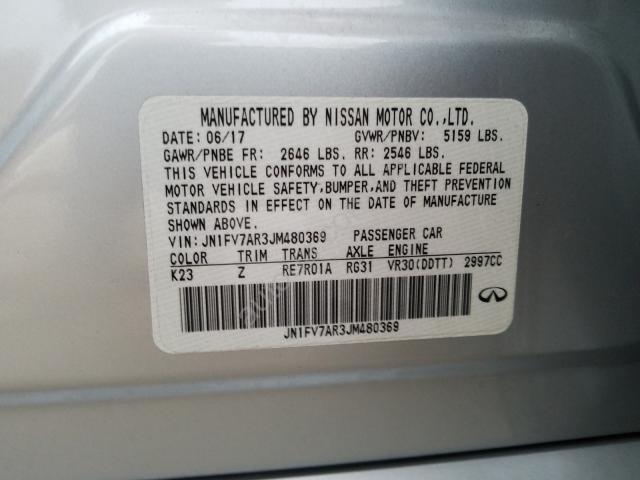 MANUFACTURED BY NISSAN MOTOR CO.,LTD.
DATE: 06/17 GVWR/PNBV: 5159 LBS.
GAWR/PNBE FR: 2646 LBS. RR: 2546 LBS.
THIS VEHICLE CONFORMS TO ALL APPLICABLE FEDERAL
MOTOR VEHICLE SAFETY,BUMPER,AND THEFT PREVENTION
STANDARDS IN EFFECT ON THE DATE OF MANUFACTURE
SHOWN ABOVE.
VIN: JN1FV7AR3JM480369 PASSENGER CAR
COLOR TRIM TRANS AXLE ENGINE
K23 Z RE7R01A RG31 VR30(DDTT) 2997CC
JN1FV7AR3JM480369